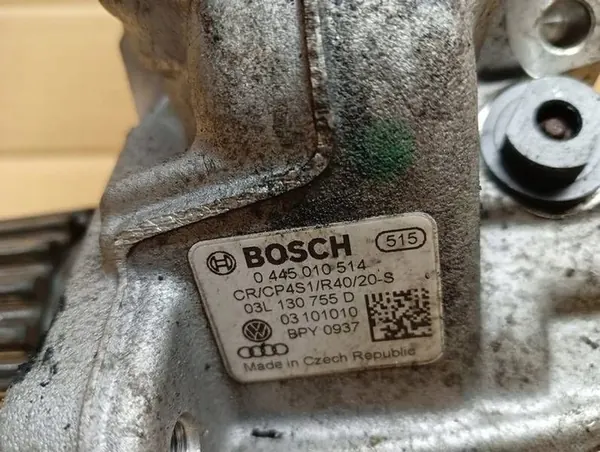 BOSCH 515
0 445 010 514
CR/CP4S1/R40/20-S
03L 130 755 D
03101010
BPY 0937
Made in Czech Republic